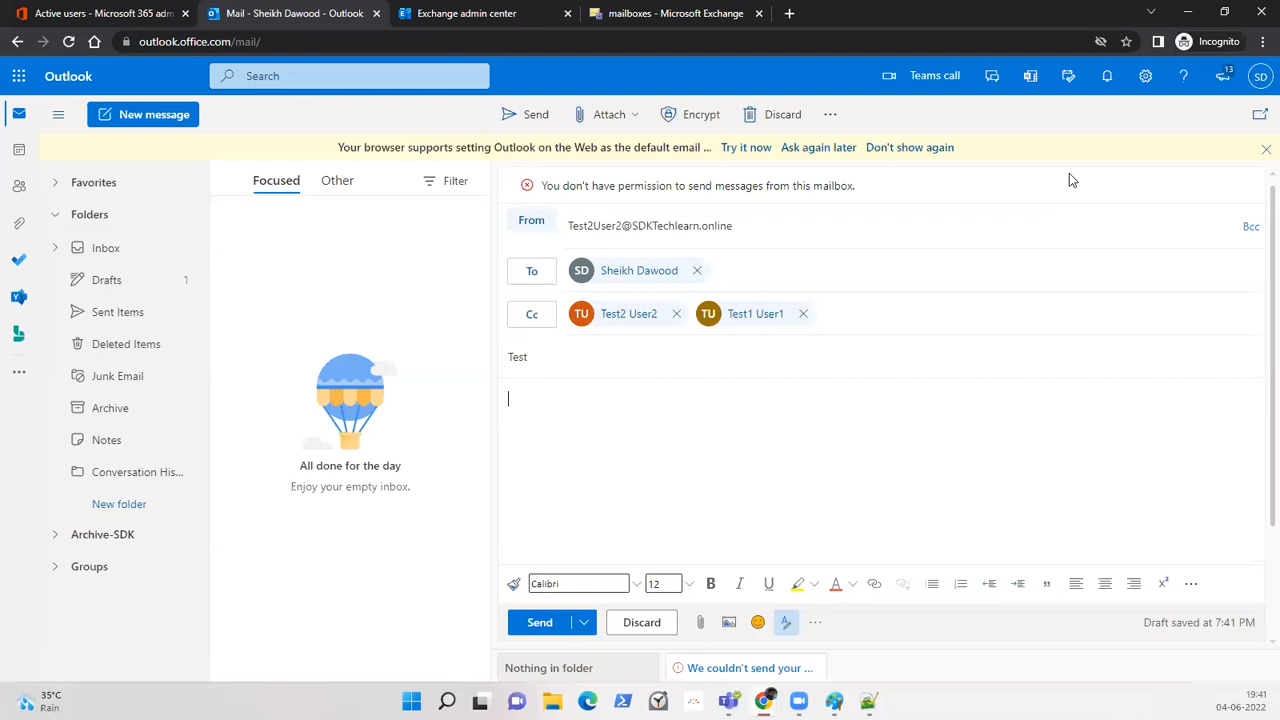 Active users - Microsoft 365 admin
Mail - Sheikh Dawood - Outlook
Exchange admin center
mailboxes - Microsoft Exchange
outlook.office.com/mail/
Incognito
Outlook
Search
Teams call
13
SD
New message
Send
Attach
Encrypt
Discard
Your browser supports setting Outlook on the Web as the default email ...
Try it now
Ask again later
Don't show again
Favorites
Folders
Inbox
Drafts
1
Sent Items
Deleted Items
Junk Email
Archive
Notes
Conversation His...
New folder
Archive-SDK
Groups
Focused
Other
Filter
All done for the day
Enjoy your empty inbox.
You don't have permission to send messages from this mailbox.
From
Test2User2@SDKTechlearn.online
Bcc
To
SD
Sheikh Dawood
Cc
TU
Test2 User2
TU
Test1 User1
Test
Calibri
12
Send
Discard
Draft saved at 7:41 PM
Nothing in folder
We couldn't send your ...
35°C
Rain
19:41
04-06-2022